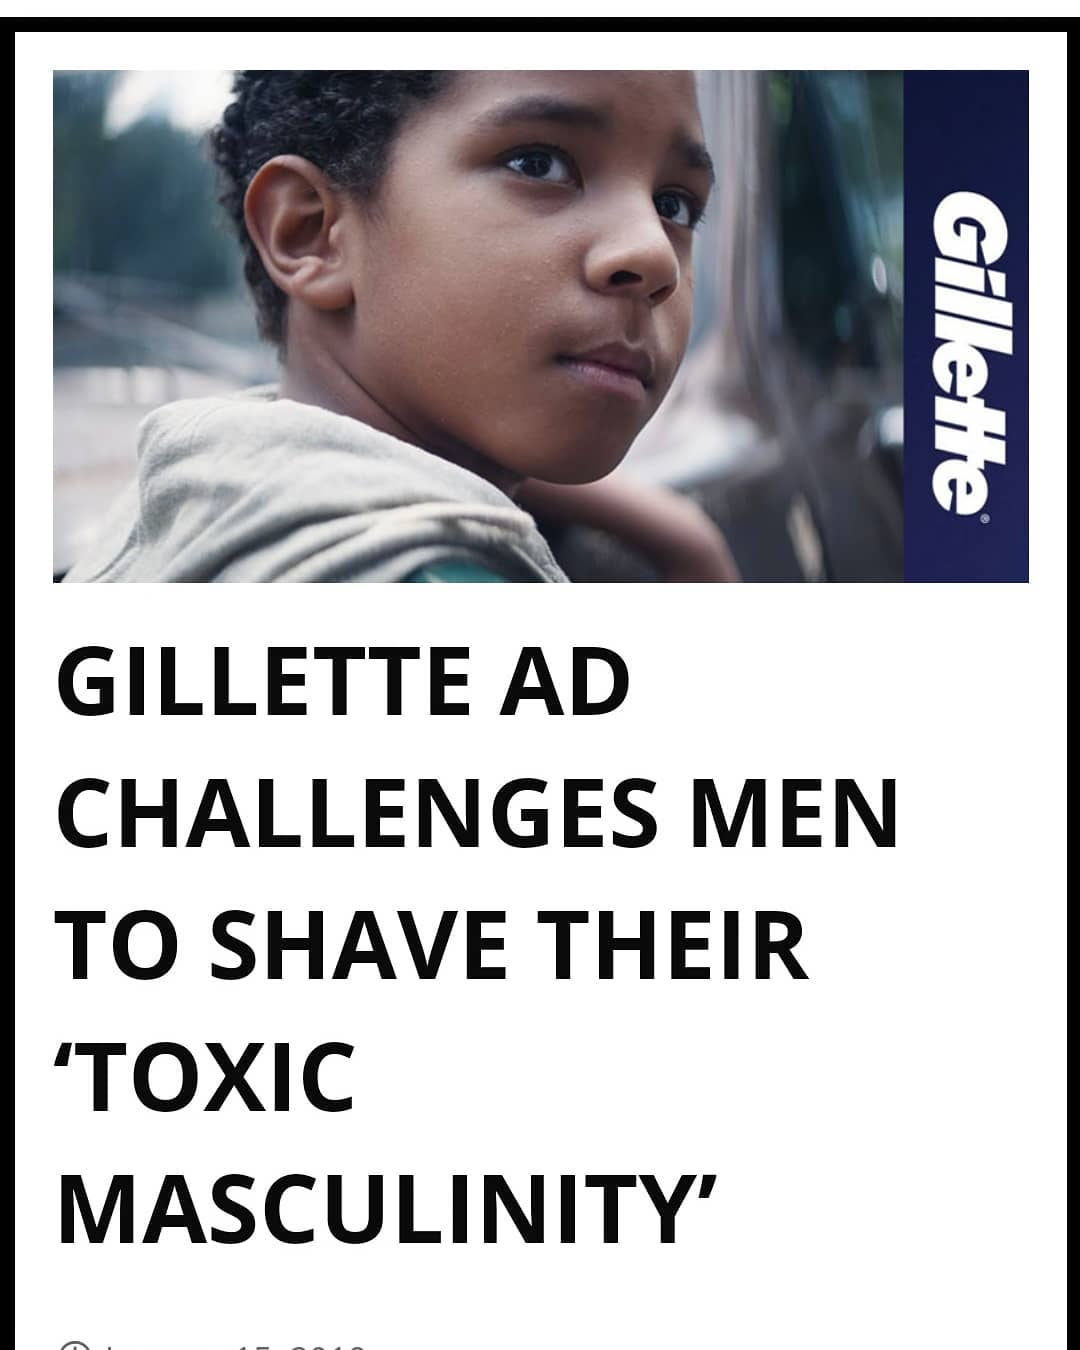 Gillette®
GILLETTE AD
CHALLENGES MEN
TO SHAVE THEIR
‘TOXIC
MASCULINITY’